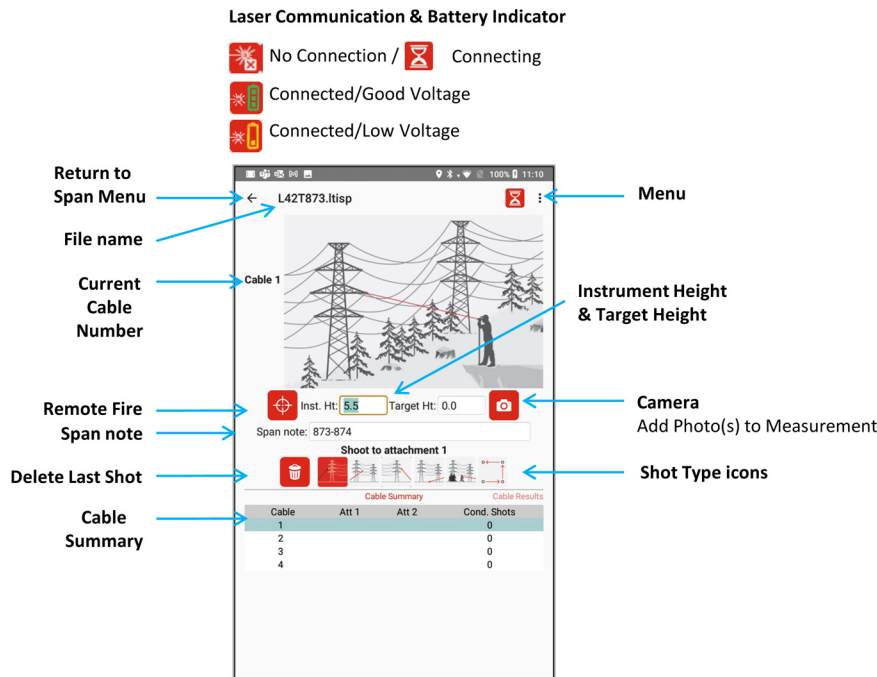 Laser Communication & Battery Indicator
No Connection / Connecting
Connected/Good Voltage
Connected/Low Voltage
Return to
Span Menu
File name
Current
Cable
Number
Remote Fire
Span note
Delete Last Shot
Cable
Summary
100% 11:10
L42T873.ltisp
Cable 1
Inst. Ht: 5.5 Target Ht: 0.0
Span note: 873-874
Shoot to attachment 1
Cable Summary Cable Results
Cable Att 1 Att 2 Cond. Shots
1 0
2 0
3 0
4 0
Menu
Instrument Height
& Target Height
Camera
Add Photo(s) to Measurement
Shot Type icons